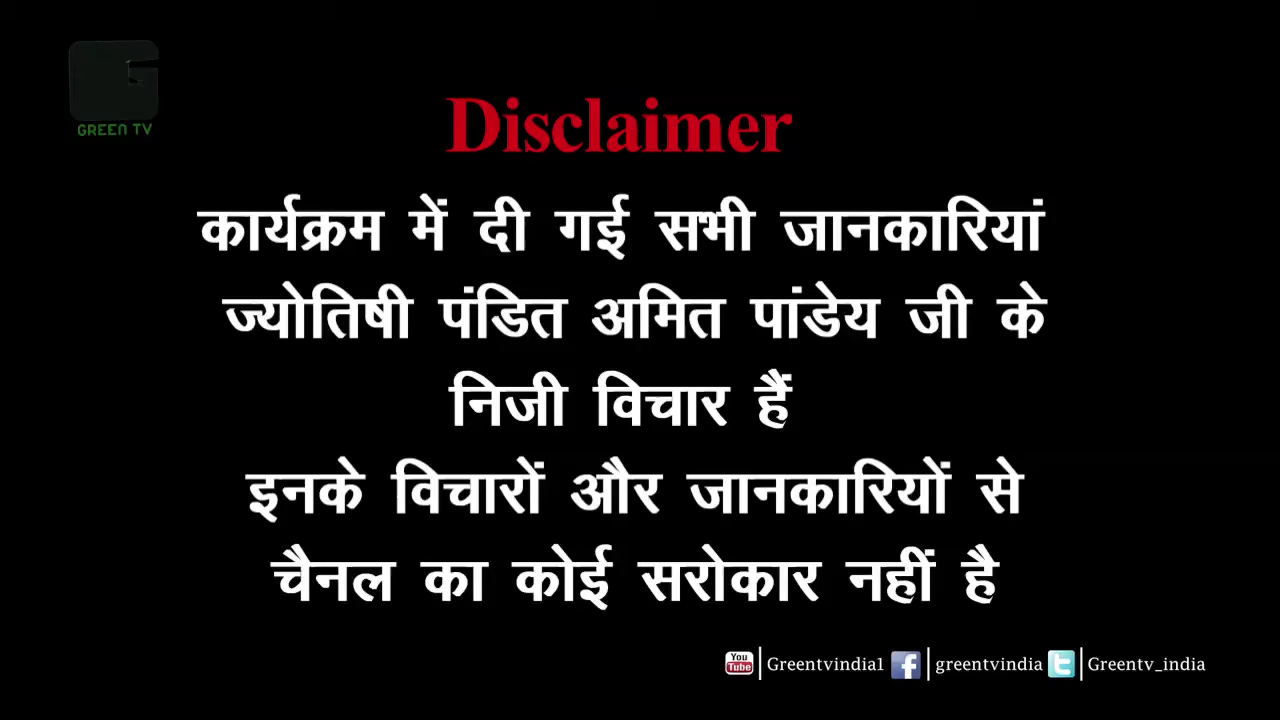 GREEN TV
Disclaimer
कार्यक्रम में दी गई सभी जानकारियां
ज्योतिषी पंडित अमित पांडेय जी के
निजी विचार हैं
इनके विचारों और जानकारियों से
चैनल का कोई सरोकार नहीं है
You Tube Greentvindia1 f greentvindia t Greentv_india